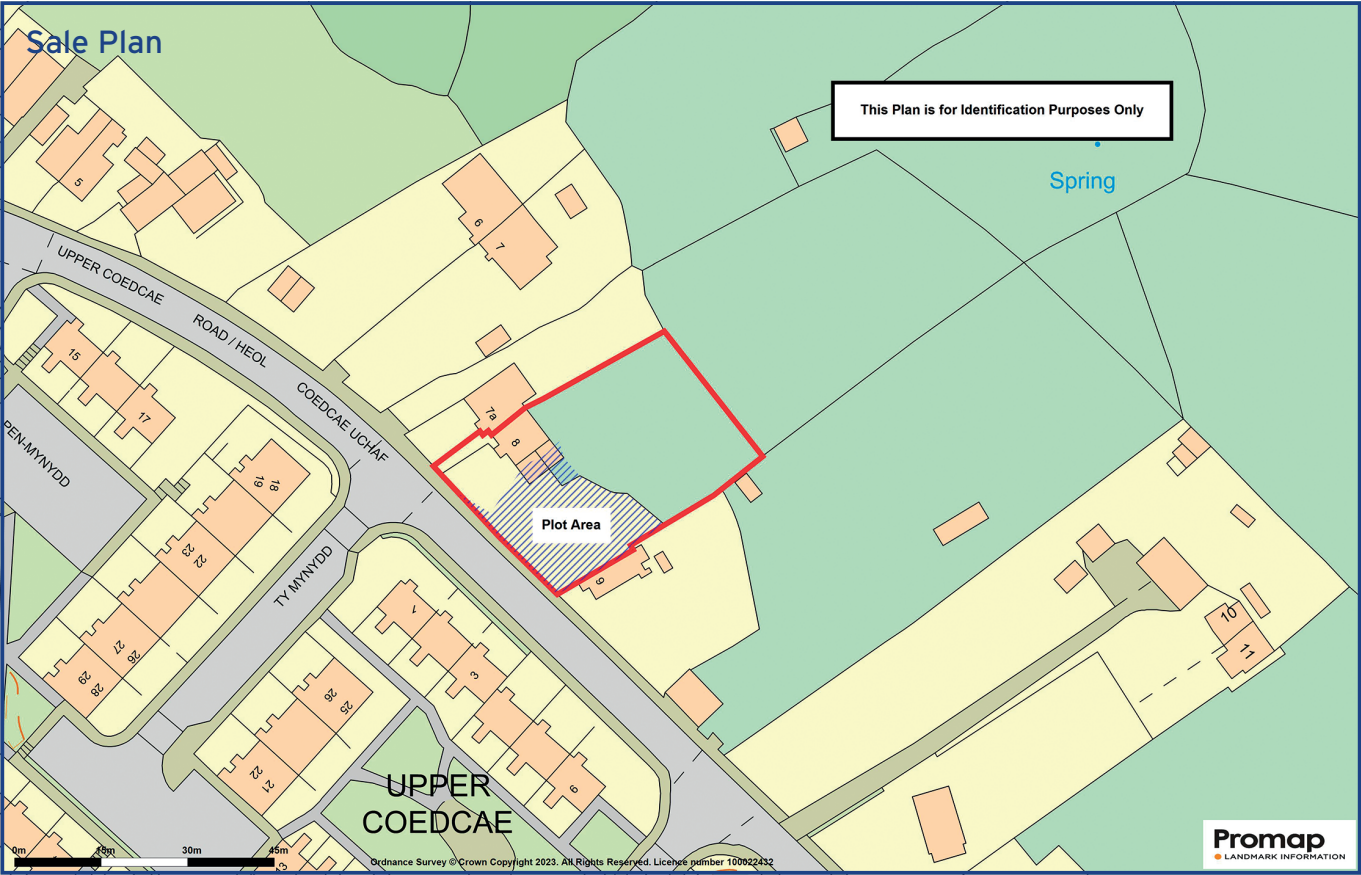 Sale Plan
This Plan is for Identification Purposes Only
Spring
5
6
7
UPPER COEDCAE
ROAD / HEOL
COEDCAE UCHAF
15
17
7a
8
PEN-MYNYDD
19
18
Plot Area
23
22
TY MYNYDD
9
1
10
11
27
26
29
28
3
26
25
22
21
6
UPPER
COEDCAE
0m
15m
30m
45m
Ordnance Survey © Crown Copyright 2023. All Rights Reserved. Licence number 100022432
Promap
LANDMARK INFORMATION